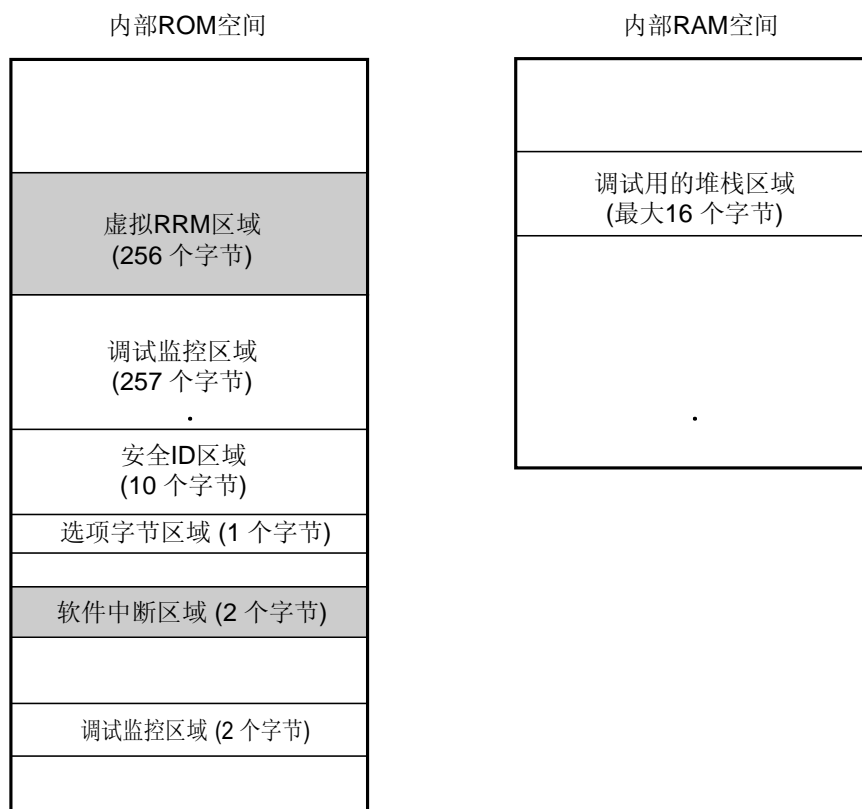 内部ROM空间
虚拟RRM区域
(256 个字节)
调试监控区域
(257 个字节)
安全ID区域
(10 个字节)
选项字节区域 (1 个字节)
软件中断区域 (2 个字节)
调试监控区域 (2 个字节)
内部RAM空间
调试用的堆栈区域
(最大16 个字节)